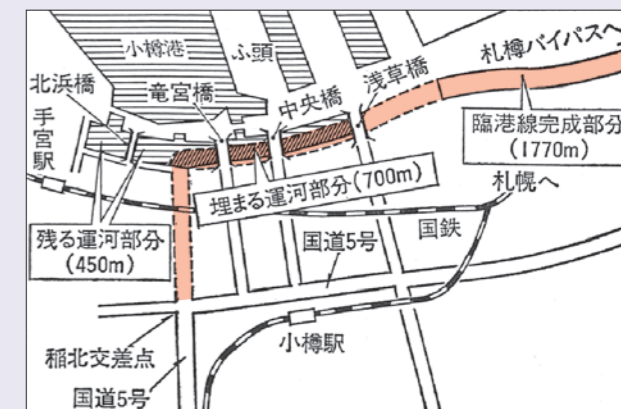 小樽港
ふ頭
札樽バイパスへ
北浜橋
竜宮橋
中央橋
浅草橋
手宮駅
臨港線完成部分
(1770m)
埋まる運河部分(700m)
札幌へ
残る運河部分
(450m)
国道5号
国鉄
小樽駅
稲北交差点
国道5号